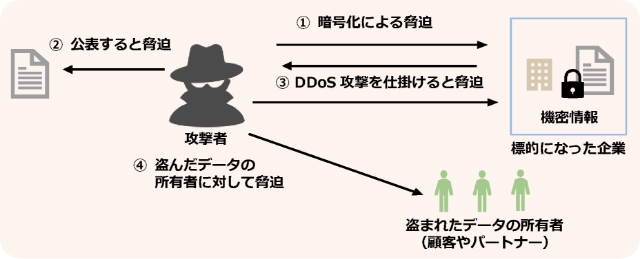 ① 暗号化による脅迫
② 公表すると脅迫
③ DDoS 攻撃を仕掛けると脅迫
攻撃者
機密情報
標的になった企業
④ 盗んだデータの
所有者に対して脅迫
盗まれたデータの所有者
（顧客やパートナー）